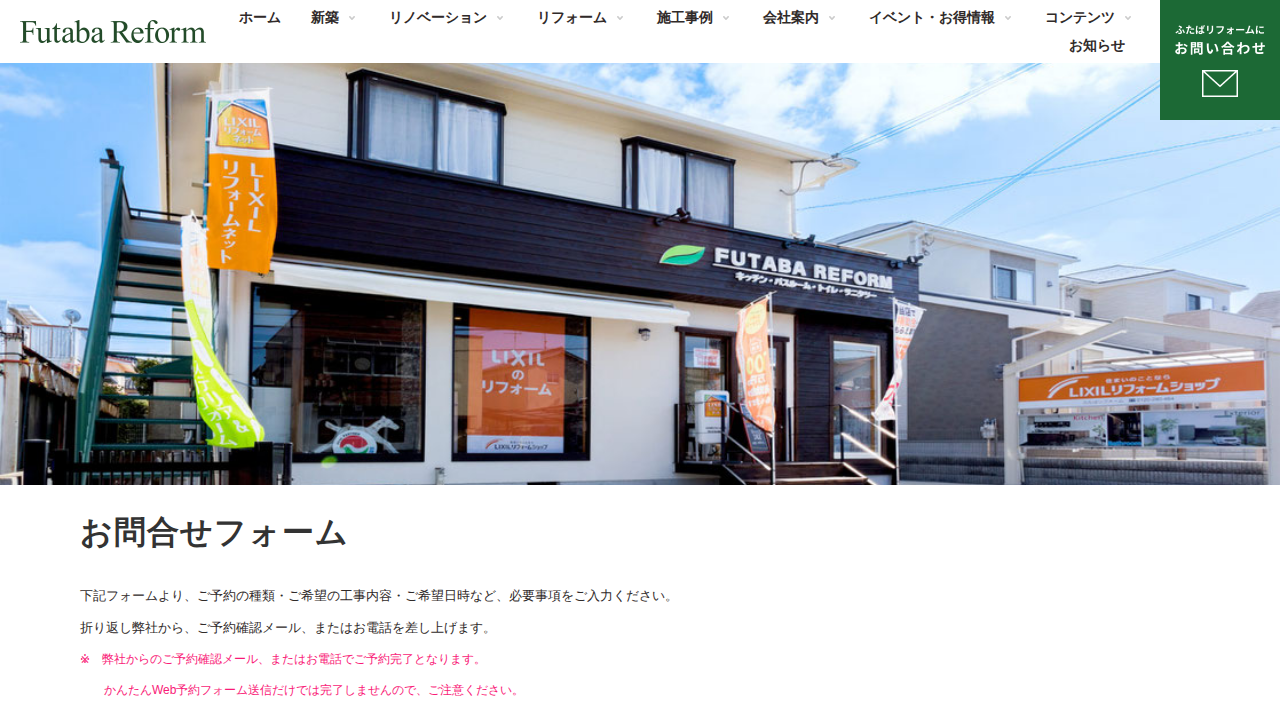 Futaba Reform
ホーム 新築 リノベーション リフォーム 施工事例 会社案内 イベント・お得情報 コンテンツ
お知らせ
ふたばリフォームに
お問い合わせ
LIXIL
リフォーム
ネット
LIXIL
リフォームネット
FUTABA REFORM
キッチン・バスルーム・トイレ・サニタリー
LIXIL
の
リフォーム
LIXILリフォームショップ
住まいのことなら
LIXILリフォームショップ
Kitchen
Exterior
お問合せフォーム
下記フォームより、ご予約の種類・ご希望の工事内容・ご希望日時など、必要事項をご入力ください。
折り返し弊社から、ご予約確認メール、またはお電話を差し上げます。
※　弊社からのご予約確認メール、またはお電話でご予約完了となります。
かんたんWeb予約フォーム送信だけでは完了しませんので、ご注意ください。